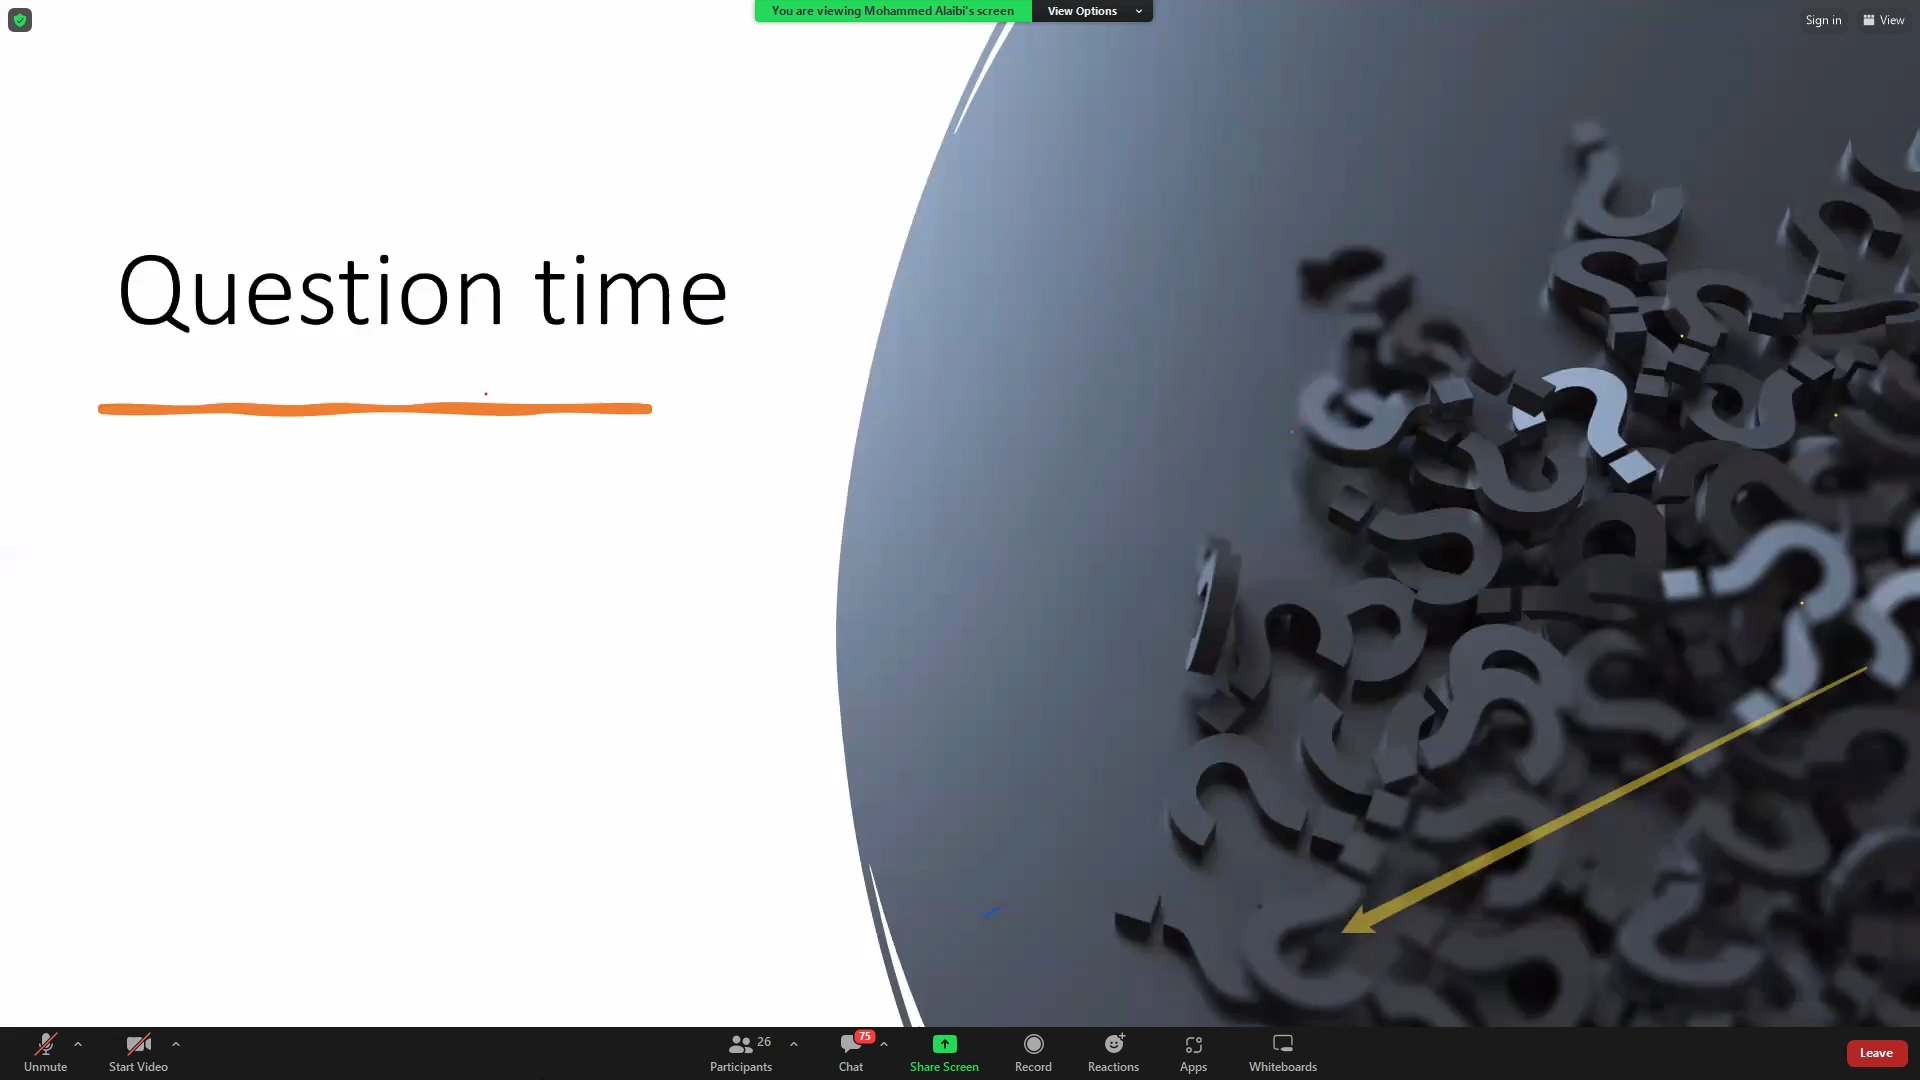 You are viewing Mohammed Alaibi's screen
View Options
Sign in
View
Question time
Unmute
Start Video
26
Participants
75
Chat
Share Screen
Record
Reactions
Apps
Whiteboards
Leave